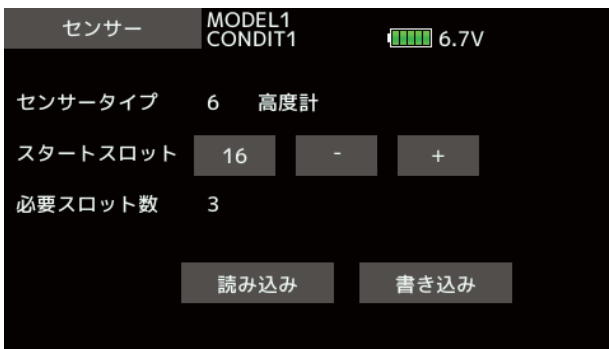 センサー
MODEL1
CONDIT1
6.7V
センサータイプ 6 高度計
スタートスロット 16 - +
必要スロット数 3
読み込み 書き込み